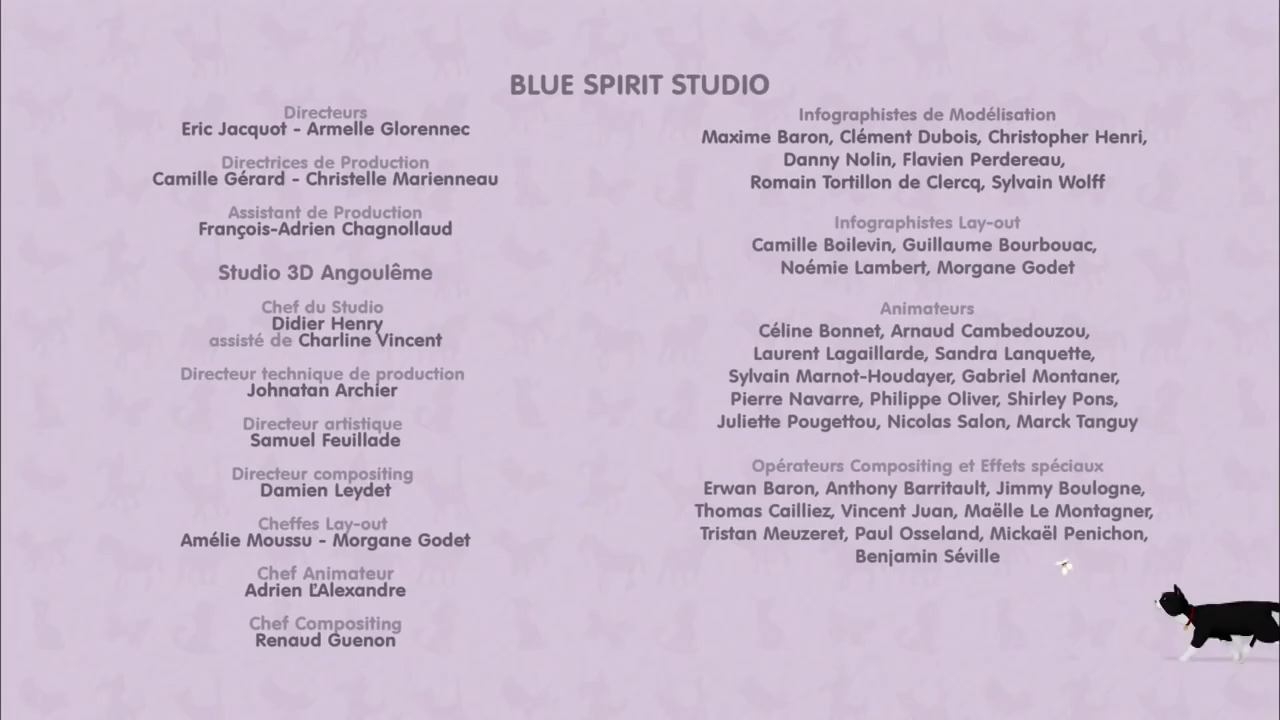 BLUE SPIRIT STUDIO
Directeurs
Eric Jacquot - Armelle Glorennec
Directrices de Production
Camille Gérard - Christelle Marienneau
Assistant de Production
François-Adrien Chagnollaud
Studio 3D Angoulême
Chef du Studio
Didier Henry
assisté de Charline Vincent
Directeur technique de production
Johnatan Archier
Directeur artistique
Samuel Feuillade
Directeur compositing
Damien Leydet
Cheffes Lay-out
Amélie Moussu - Morgane Godet
Chef Animateur
Adrien L'Alexandre
Chef Compositing
Renaud Guenon
Infographistes de Modélisation
Maxime Baron, Clément Dubois, Christopher Henri,
Danny Nolin, Flavien Perdereau,
Romain Tortillon de Clercq, Sylvain Wolff
Infographistes Lay-out
Camille Boilevin, Guillaume Bourbouac,
Noémie Lambert, Morgane Godet
Animateurs
Céline Bonnet, Arnaud Cambedouzou,
Laurent Lagaillarde, Sandra Lanquette,
Sylvain Marnot-Houdayer, Gabriel Montaner,
Pierre Navarre, Philippe Oliver, Shirley Pons,
Juliette Pougettou, Nicolas Salon, Marck Tanguy
Opérateurs Compositing et Effets spéciaux
Erwan Baron, Anthony Barritault, Jimmy Boulogne,
Thomas Cailliez, Vincent Juan, Maëlle Le Montagner,
Tristan Meuzeret, Paul Osseland, Mickaël Penichon,
Benjamin Séville